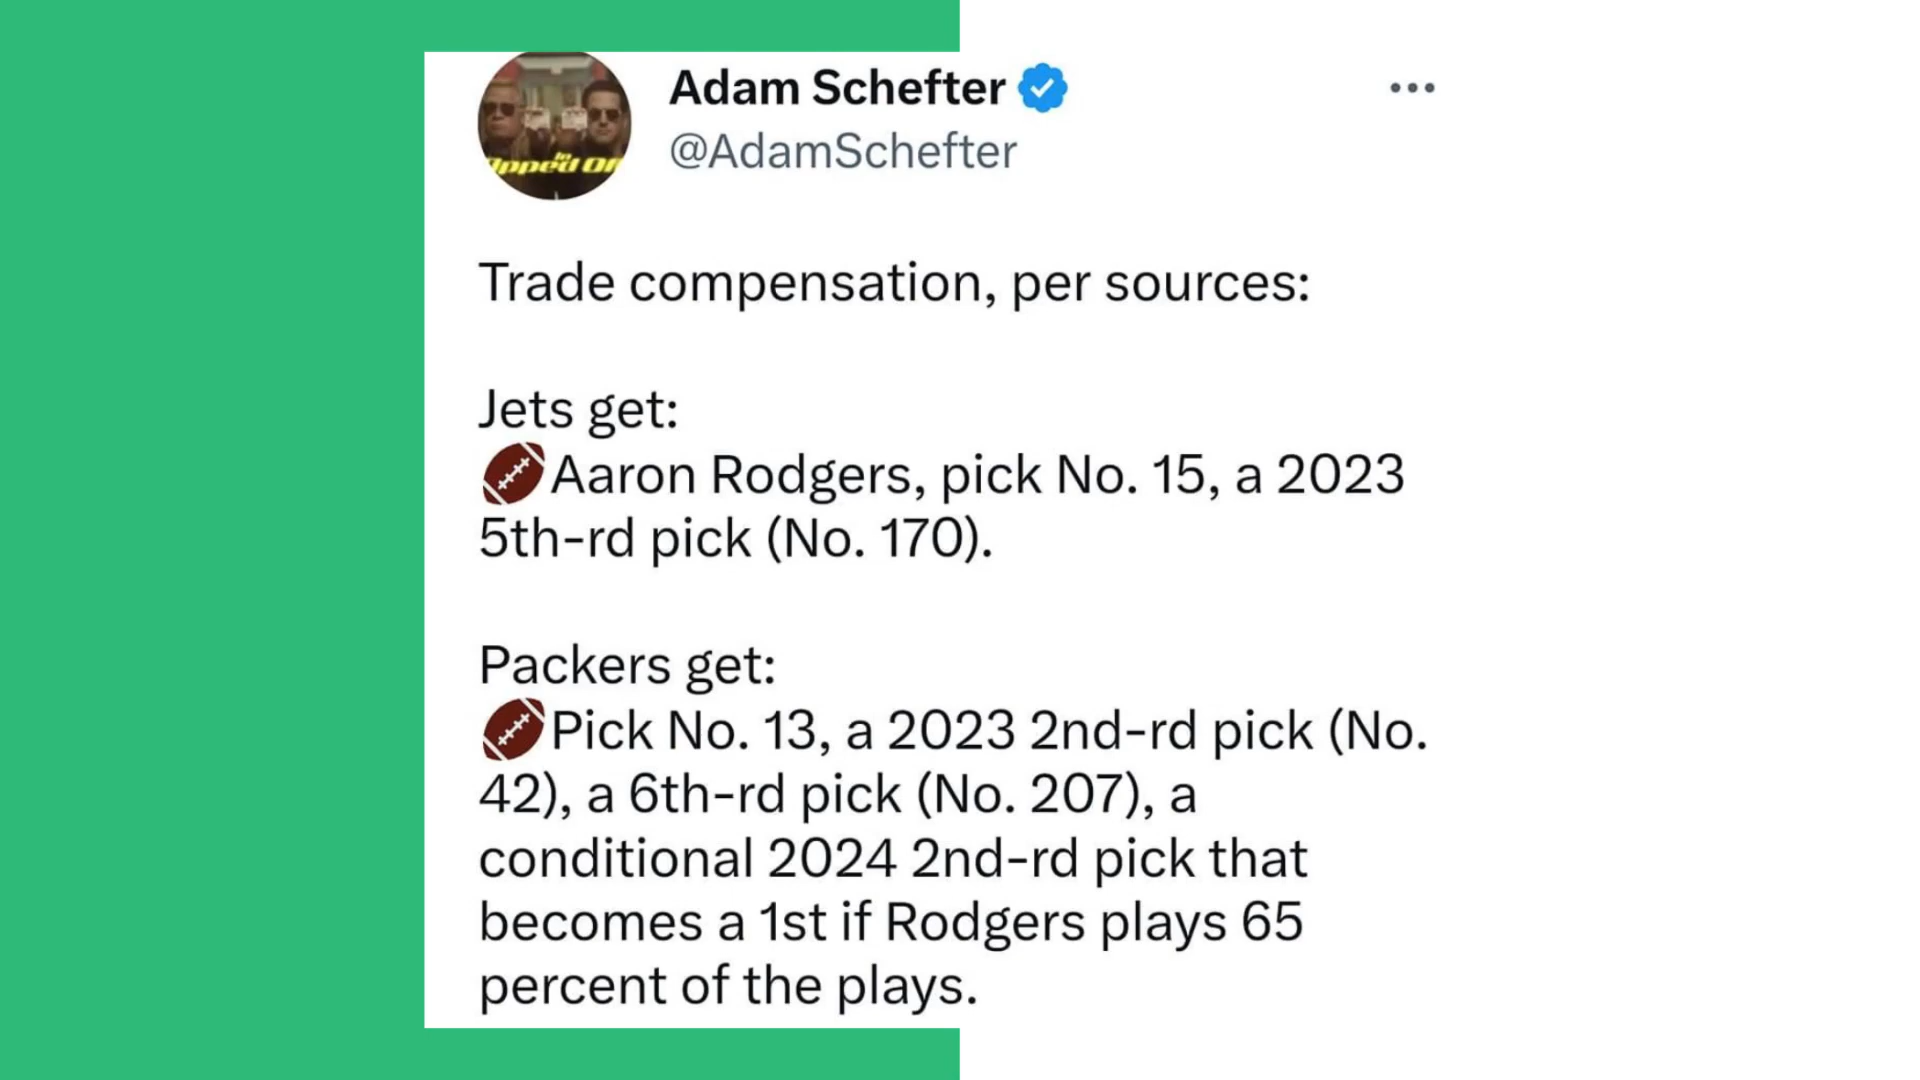 Adam Schefter
@AdamSchefter
Trade compensation, per sources:
Jets get:
🏈Aaron Rodgers, pick No. 15, a 2023
5th-rd pick (No. 170).
Packers get:
🏈Pick No. 13, a 2023 2nd-rd pick (No.
42), a 6th-rd pick (No. 207), a
conditional 2024 2nd-rd pick that
becomes a 1st if Rodgers plays 65
percent of the plays.